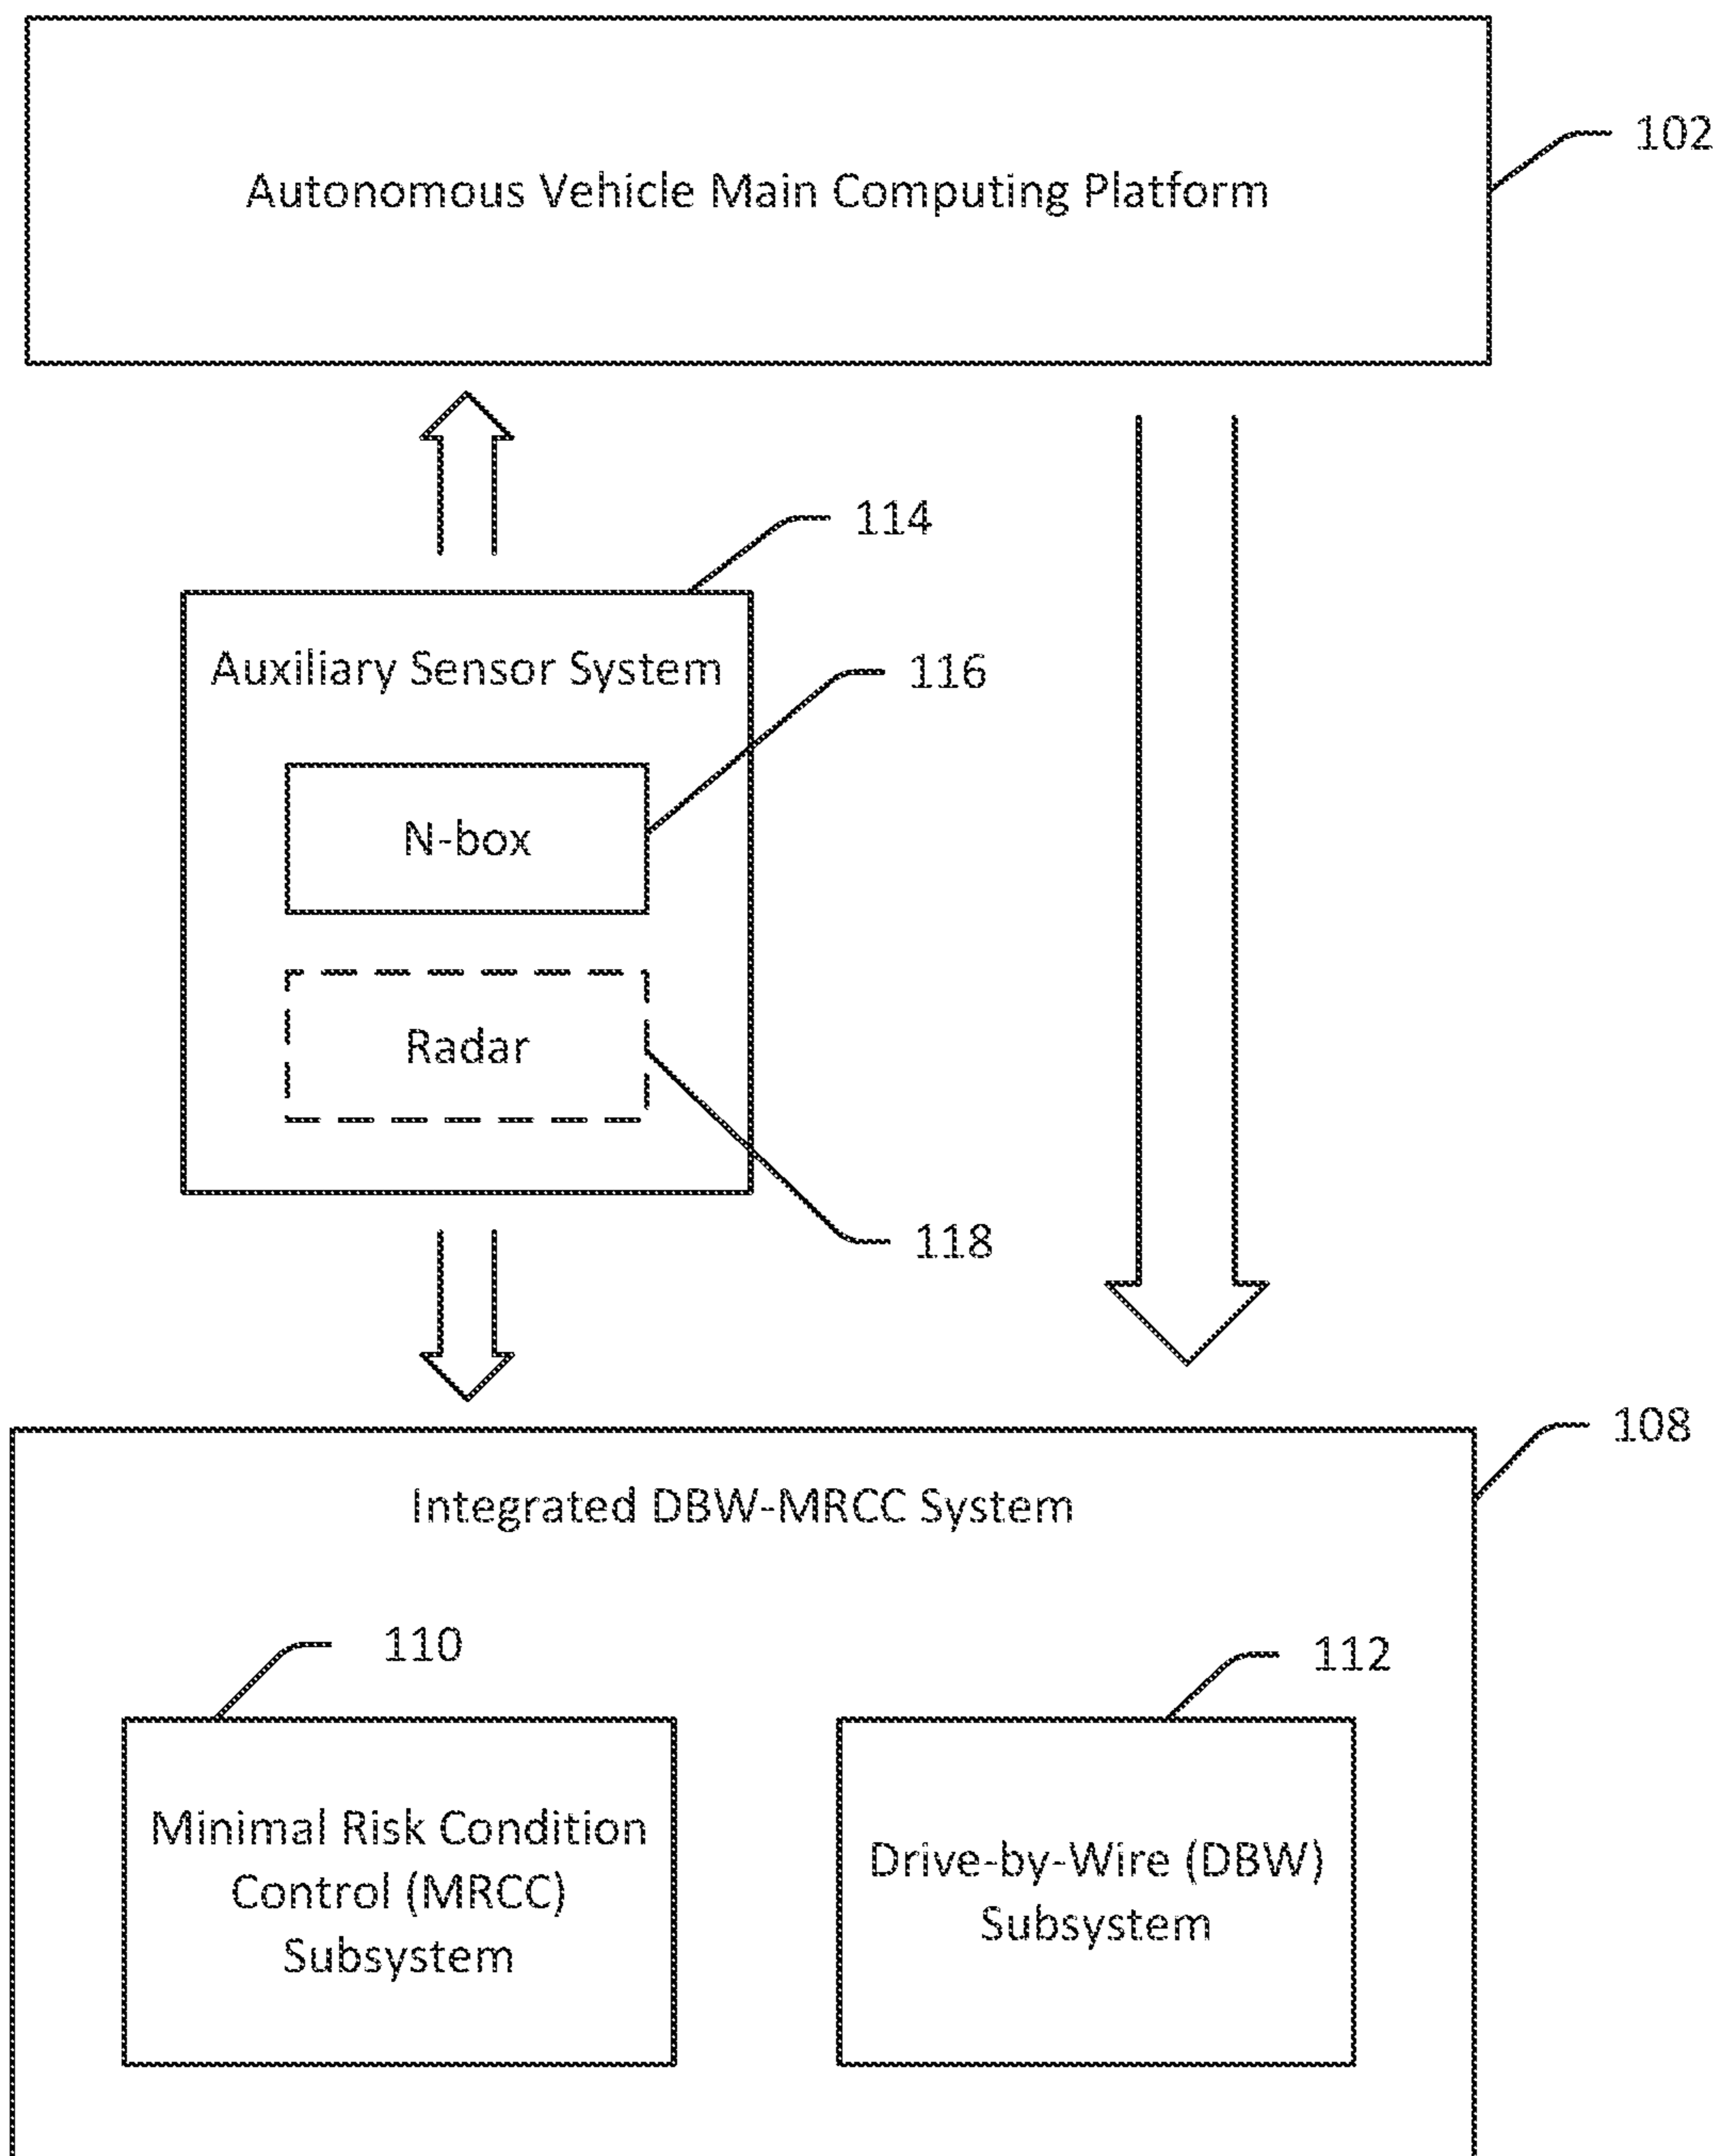 Autonomous Vehicle Main Computing Platform
102
114
Auxiliary Sensor System
116
N-box
Radar
118
108
Integrated DBW-MRCC System
110
112
Minimal Risk Condition
Control (MRCC)
Subsystem
Drive-by-Wire (DBW)
Subsystem